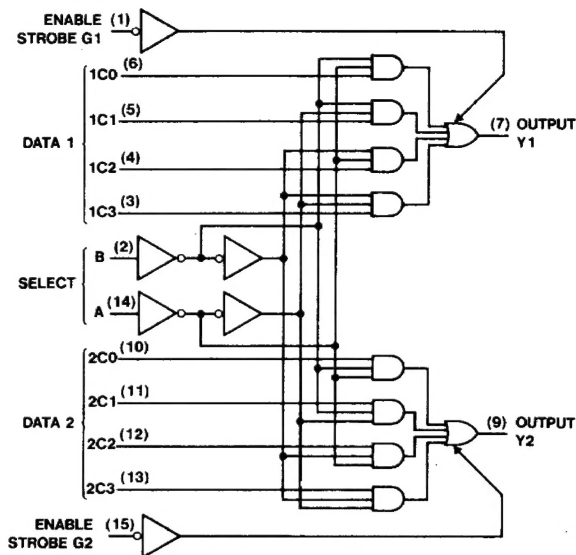 ENABLE (1)
STROBE G1
1C0 (6)
1C1 (5)
DATA 1
1C2 (4)
1C3 (3)
(7) OUTPUT
Y1
B (2)
SELECT
A (14)
2C0 (10)
2C1 (11)
DATA 2
2C2 (12)
2C3 (13)
(9) OUTPUT
Y2
ENABLE (15)
STROBE G2